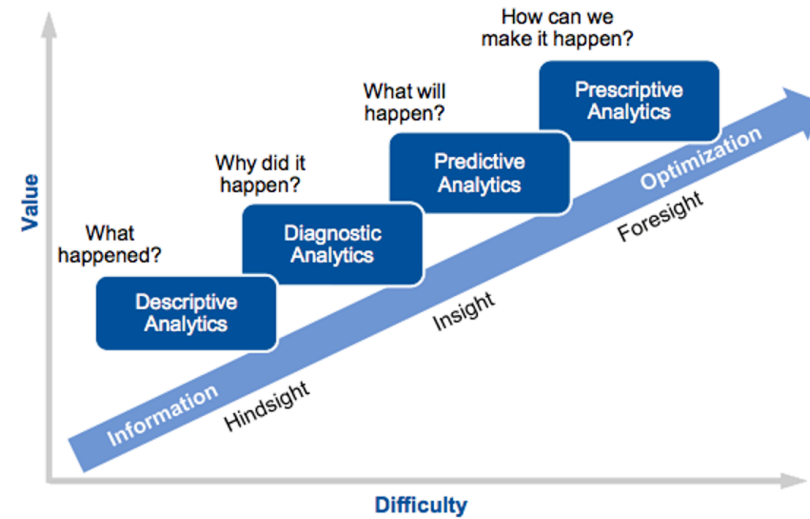 How can we
make it happen?
Prescriptive
Analytics
What will
happen?
Predictive
Analytics
Why did it
happen?
Diagnostic
Analytics
What
happened?
Descriptive
Analytics
Value
Information
Optimization
Hindsight
Insight
Foresight
Difficulty